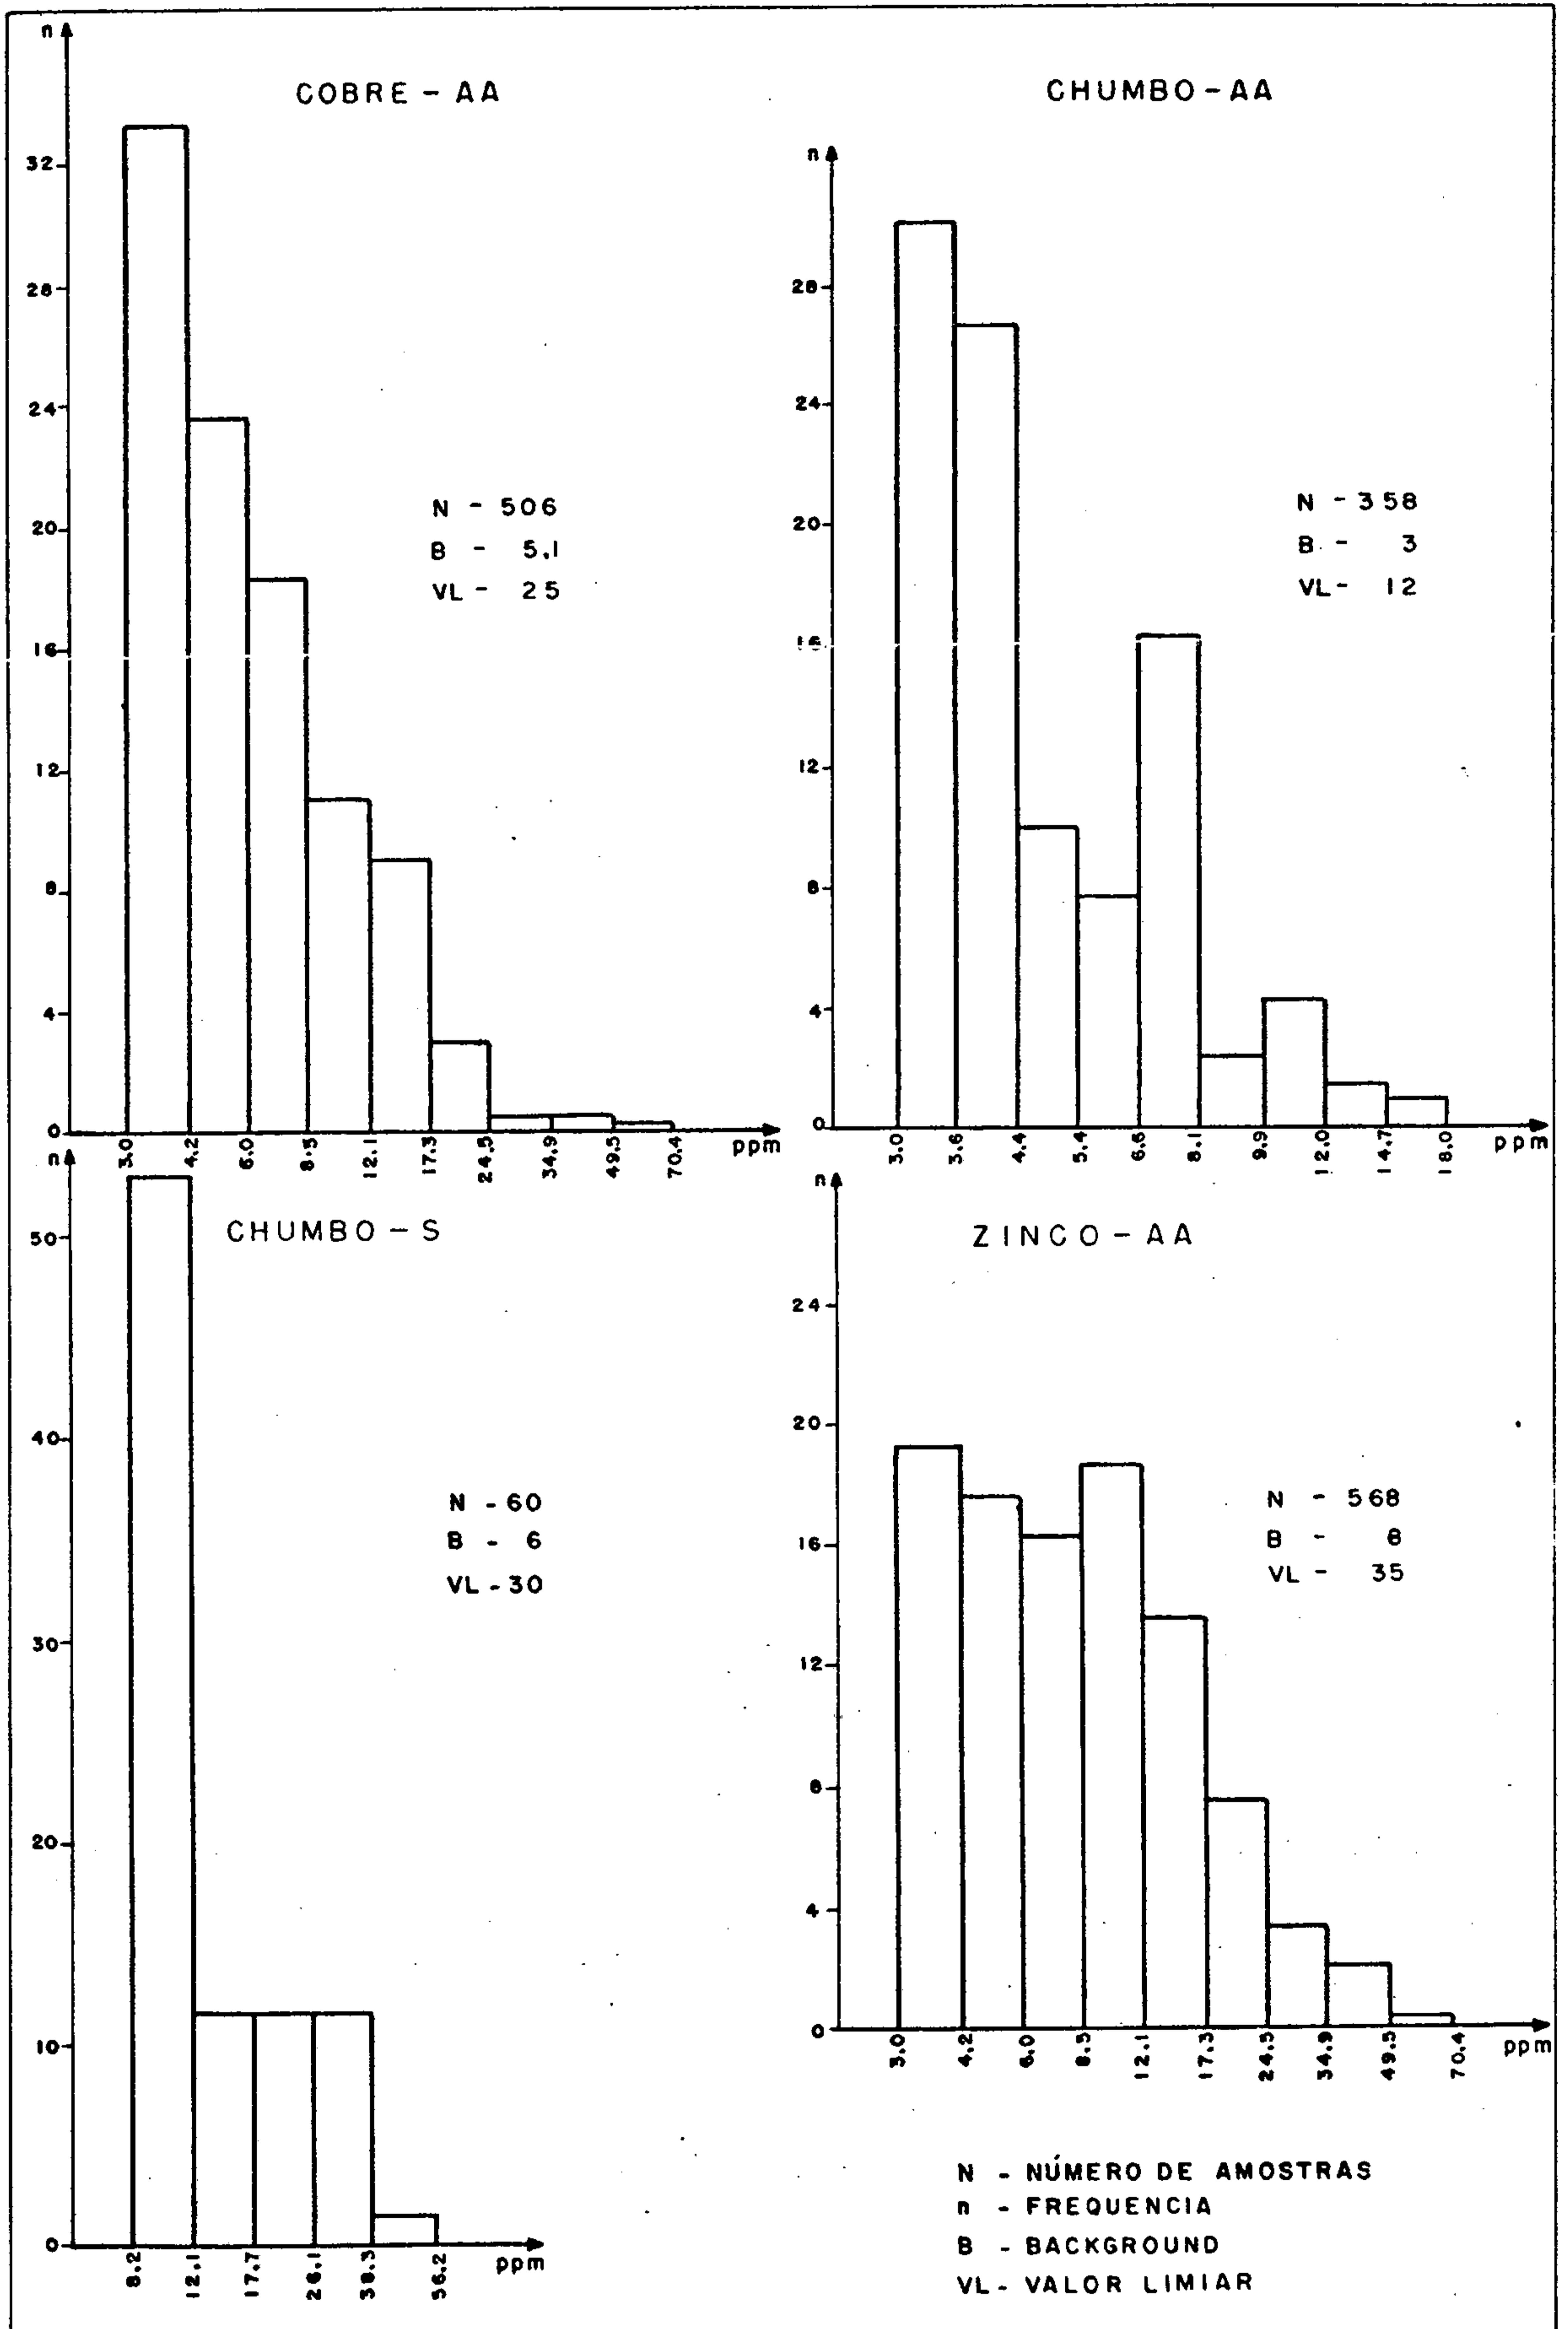 COBRE - AA
n
32
28
24
20
16
12
8
4
0
N - 506
B - 5.1
VL - 25
3.0 4.2 6.0 8.5 12.1 17.3 24.5 34.9 49.5 70.4 ppm
CHUMBO - AA
n
28
24
20
16
12
8
4
0
N - 358
B - 3
VL - 12
3.0 3.6 4.4 5.4 6.6 8.1 9.9 12.0 14.7 18.0 ppm
CHUMBO - S
n
50
40
30
20
10
0
N - 60
B - 6
VL - 30
8.2 12.1 17.7 26.1 38.3 56.2 ppm
ZINCO - AA
n
24
20
16
12
8
4
0
N - 568
B - 8
VL - 35
3.0 4.2 6.0 8.5 12.1 17.3 24.5 34.9 49.5 70.4 ppm
N - NÚMERO DE AMOSTRAS
n - FREQUENCIA
B - BACKGROUND
VL - VALOR LIMIAR